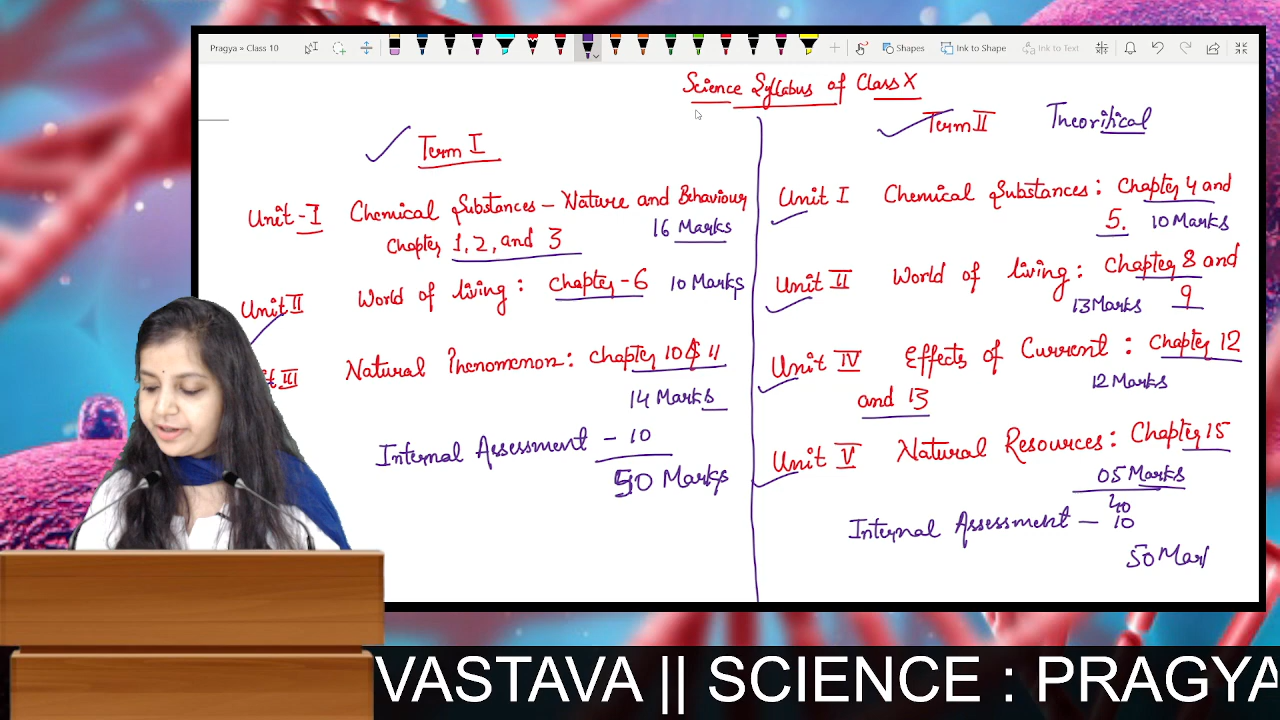 Pragya » Class 10
Shapes
Ink to Shape
Ink to Text
Science Syllabus of Class X
Term I
Unit-I Chemical Substances – Nature and Behaviour
Chapter 1, 2, and 3
16 Marks
Unit II World of living : chapter-6 10 Marks
III Natural Phenomenon: chapter 10 & 11
14 Marks
Internal Assessment – 10
50 Marks
Term II Theoritical
Unit I Chemical Substances: Chapter 4 and
5. 10 Marks
Unit II World of living : Chapter 8 and
13 Marks 9
Unit IV Effects of Current : Chapter 12
and 13 12 Marks
Unit V Natural Resources: Chapter 15
05 Marks
40
Internal Assessment – 10
50 Mar
VASTAVA || SCIENCE : PRAGYA